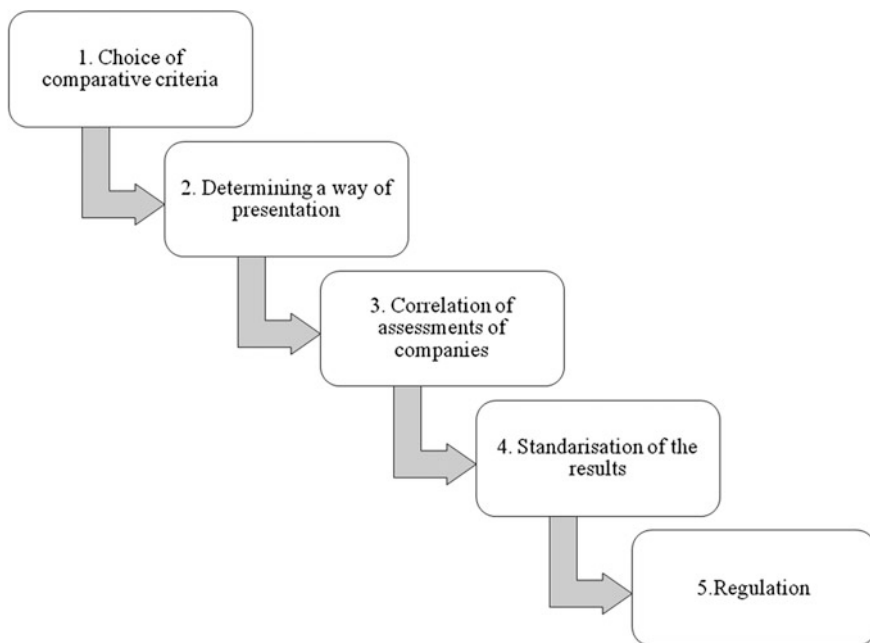 1. Choice of
comparative criteria
2. Determining a way of
presentation
3. Correlation of
assessments of
companies
4. Standarisation of the
results
5.Regulation